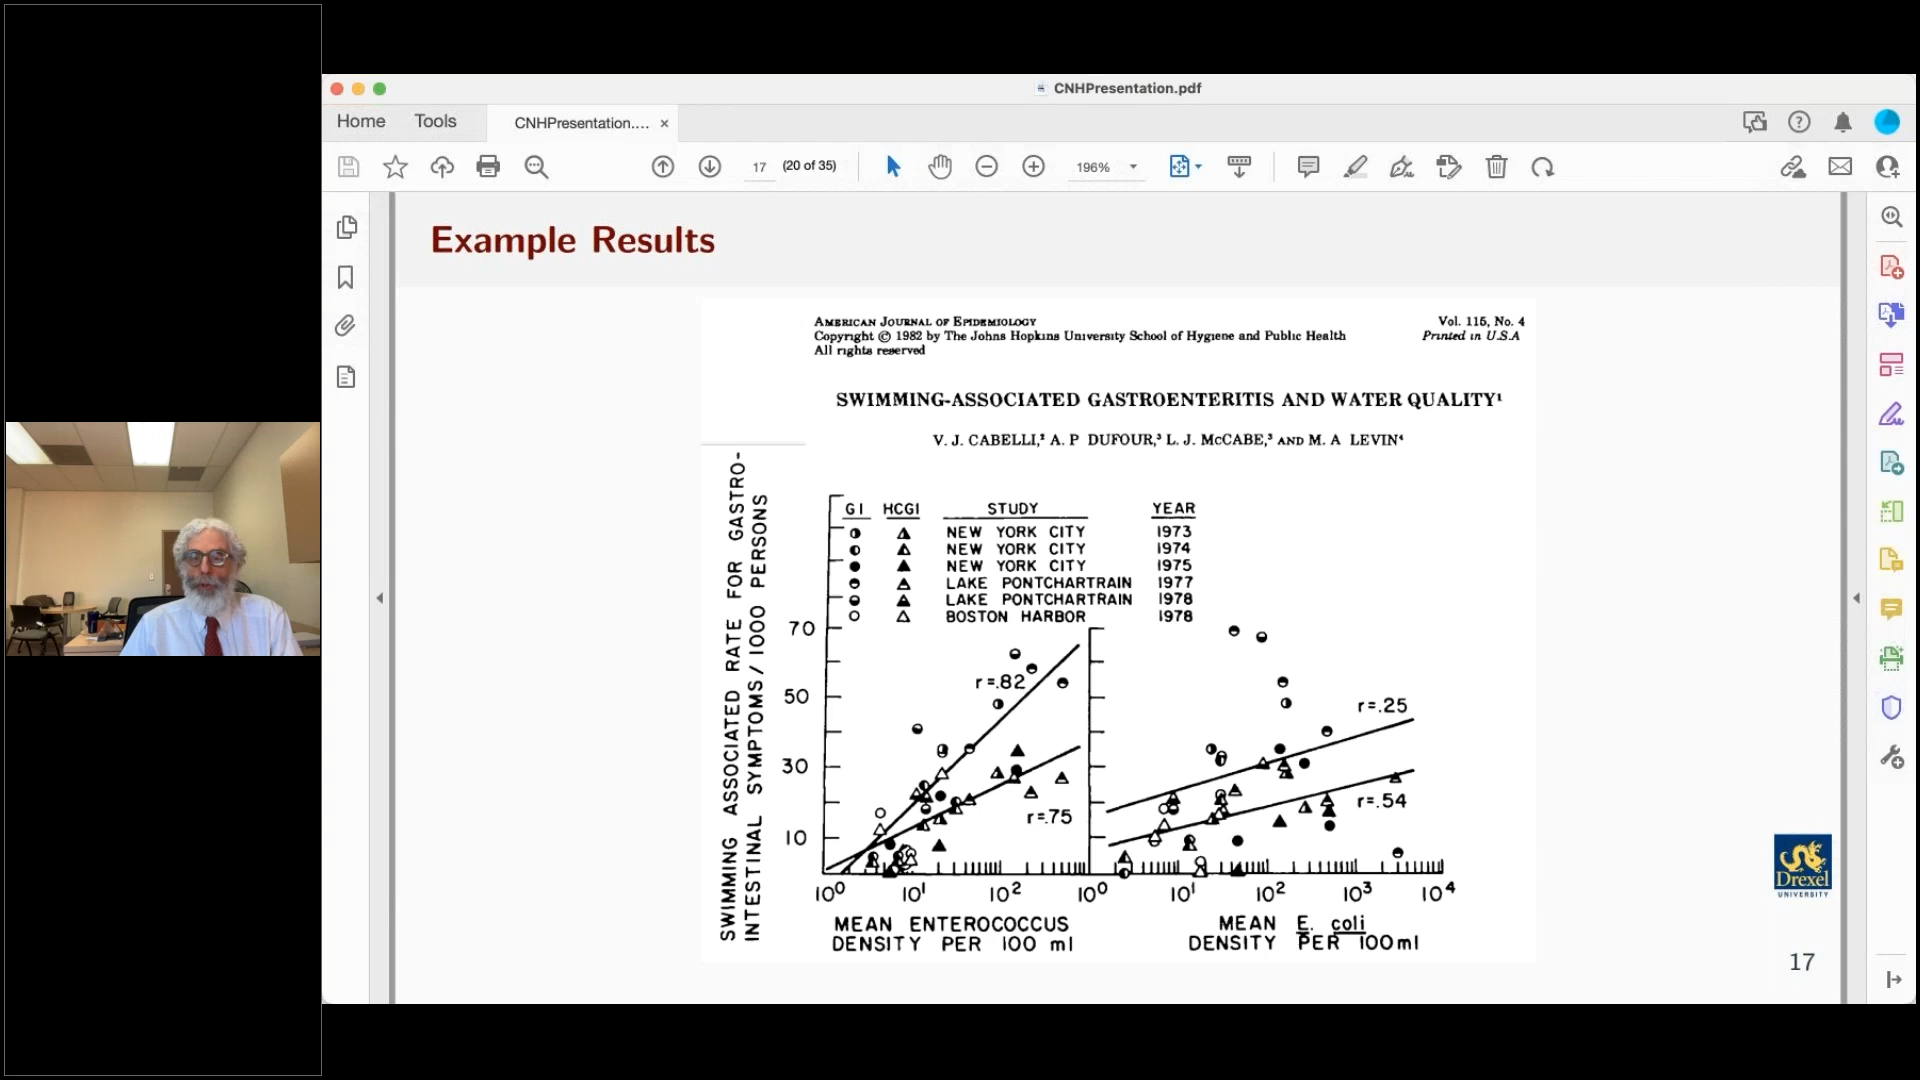 CNHPresentation.pdf
Home
Tools
CNHPresentation....
17
(20 of 35)
196%
Example Results
AMERICAN JOURNAL OF EPIDEMIOLOGY
Copyright © 1982 by The Johns Hopkins University School of Hygiene and Public Health
All rights reserved
Vol. 115, No. 4
Printed in U.S.A
SWIMMING-ASSOCIATED GASTROENTERITIS AND WATER QUALITY¹
V. J. CABELLI,² A. P DUFOUR,³ L. J. McCABE,³ AND M. A LEVIN⁴
SWIMMING ASSOCIATED RATE FOR GASTRO-
INTESTINAL SYMPTOMS/1000 PERSONS
GI HCGI STUDY YEAR
NEW YORK CITY 1973
NEW YORK CITY 1974
NEW YORK CITY 1975
LAKE PONTCHARTRAIN 1977
LAKE PONTCHARTRAIN 1978
BOSTON HARBOR 1978
70
50
30
10
r=.82
r=.75
r=.25
r=.54
10⁰ 10¹ 10² 10⁰ 10¹ 10² 10³ 10⁴
MEAN ENTEROCOCCUS
DENSITY PER 100 ml
MEAN E. coli
DENSITY PER 100ml
Drexel
UNIVERSITY
17